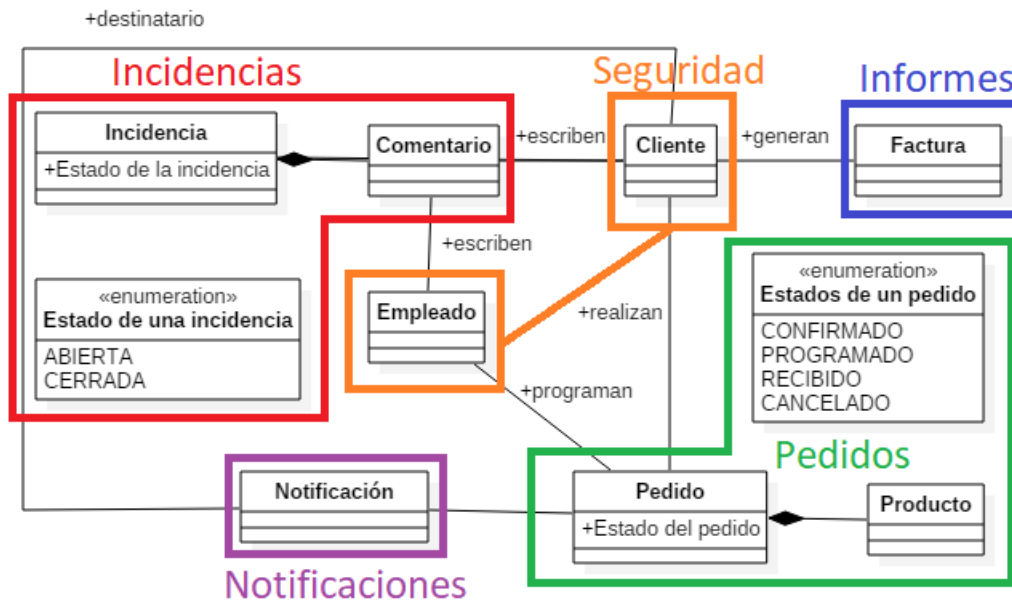 +destinatario
Incidencias
Seguridad
Informes
Incidencia
+Estado de la incidencia
Comentario
+escriben
Cliente
+generan
Factura
+escriben
«enumeration»
Estado de una incidencia
ABIERTA
CERRADA
Empleado
+realizan
+programan
«enumeration»
Estados de un pedido
CONFIRMADO
PROGRAMADO
RECIBIDO
CANCELADO
Pedidos
Notificación
Pedido
+Estado del pedido
Producto
Notificaciones